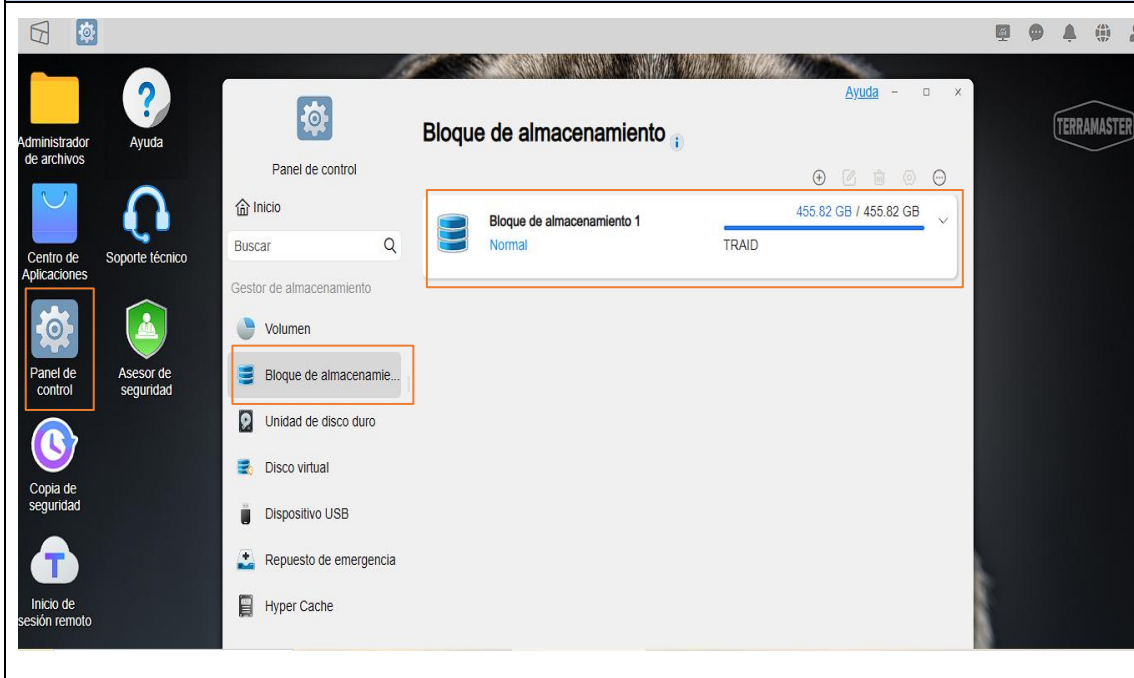 Administrador
de archivos
Ayuda
Centro de
Aplicaciones
Soporte técnico
Panel de
control
Asesor de
seguridad
Copia de
seguridad
Inicio de
sesión remoto
Panel de control
Inicio
Buscar
Gestor de almacenamiento
Volumen
Bloque de almacenamie...
Unidad de disco duro
Disco virtual
Dispositivo USB
Repuesto de emergencia
Hyper Cache
Ayuda
Bloque de almacenamiento
Bloque de almacenamiento 1
Normal
455.82 GB / 455.82 GB
TRAID
TERRAMASTER